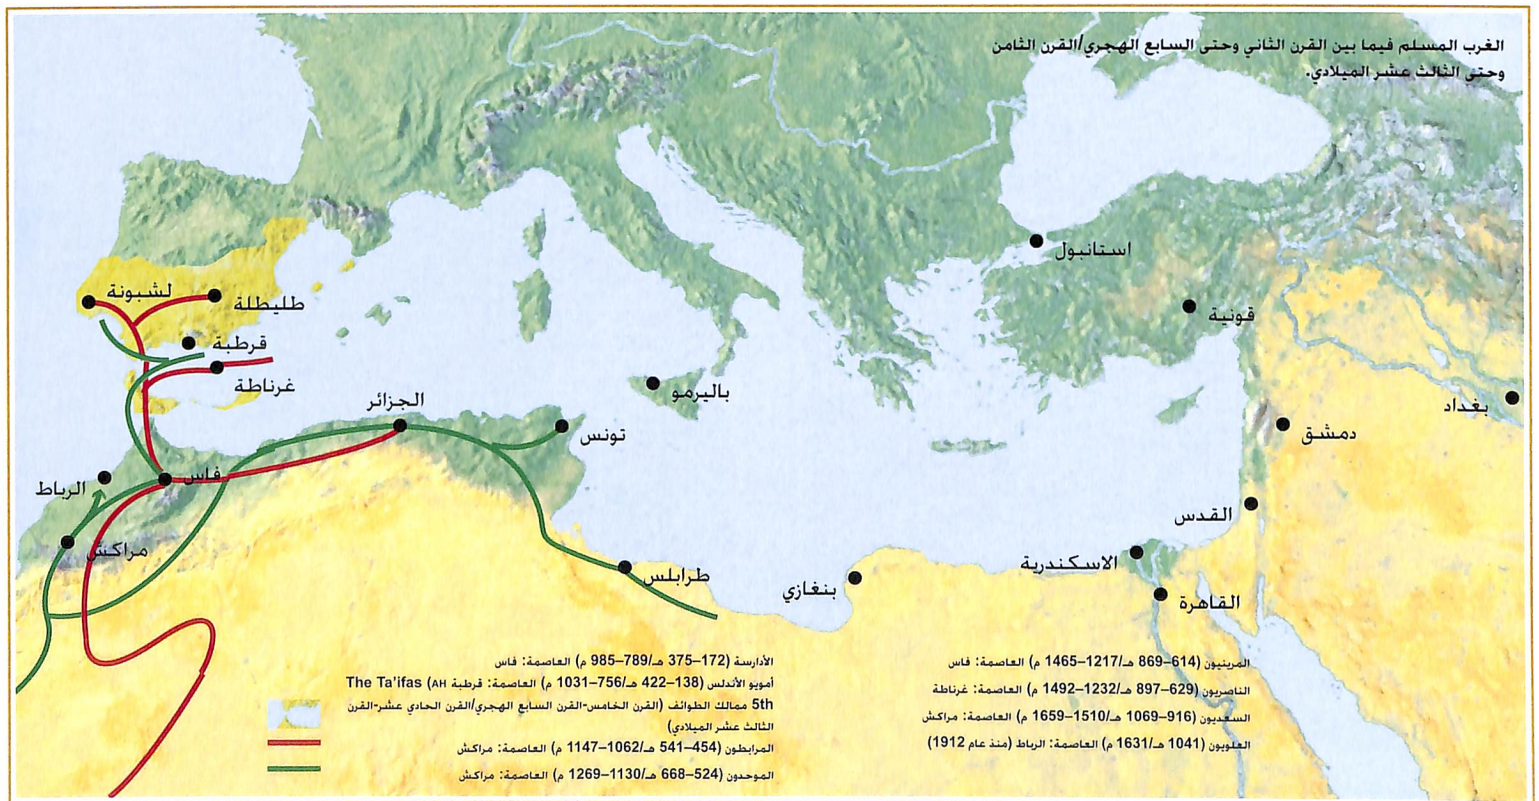 الغرب المسلم فيما بين القرن الثاني وحتى السابع الهجري/القرن الثامن
وحتى الثالث عشر الميلادي.
استانبول
لشبونة
طليطلة
قونية
قرطبة
غرناطة
باليرمو
الجزائر
بغداد
تونس
دمشق
فاس
الرباط
القدس
مراكش
الاسكندرية
طرابلس
بنغازي
القاهرة
المرينيون (614–869 هـ/1217–1465 م) العاصمة: فاس
الناصريون (629–897 هـ/1232–1492 م) العاصمة: غرناطة
السعديون (916–1069 هـ/1510–1659 م) العاصمة: مراكش
العلويون (1041 هـ/1631 م) العاصمة: الرباط (منذ عام 1912)
الأدارسة (172–375 هـ/789–985 م) العاصمة: فاس
أمويو الأندلس (138–422 هـ/756–1031 م) العاصمة: قرطبة The Ta'ifas (AH
5th ممالك الطوائف (القرن الخامس-القرن السابع الهجري/القرن الحادي عشر-القرن
الثالث عشر الميلادي)
المرابطون (454–541 هـ/1062–1147 م) العاصمة: مراكش
الموحدون (524–668 هـ/1130–1269 م) العاصمة: مراكش